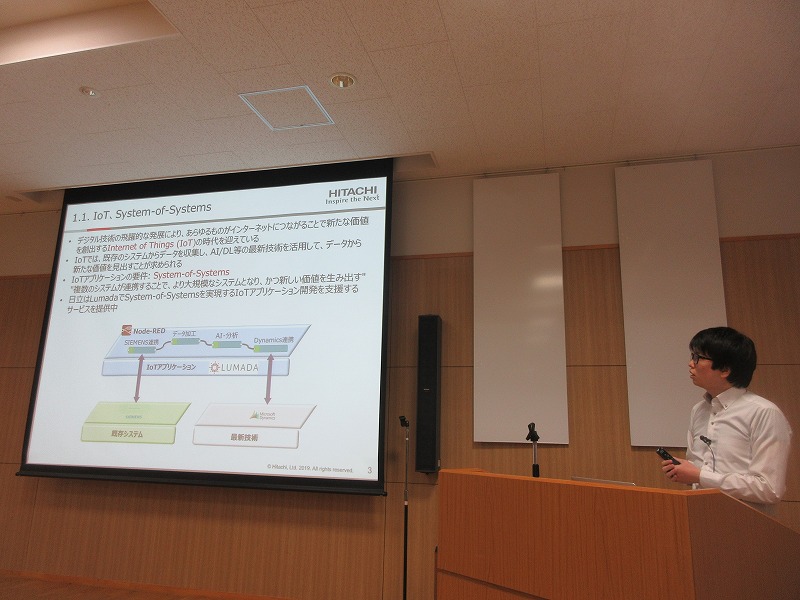 HITACHI
Inspire the Next
1.1. IoT、System-of-Systems
• デジタル技術の飛躍的な発展により、あらゆるものがインターネットにつながることで新たな価値
を創出するInternet of Things (IoT)の時代を迎えている
• IoTでは、既存のシステムからデータを収集し、AI/DL等の最新技術を活用して、データから
新たな価値を見出すことが求められる
• IoTアプリケーションの要件: System-of-Systems
"複数のシステムが連携することで、より大規模なシステムとなり、かつ新しい価値を生み出す"
• 日立はLumadaでSystem-of-Systemsを実現するIoTアプリケーション開発を支援する
サービスを提供中
Node-RED
SIEMENS連携
データ加工
AI・分析
Dynamics連携
IoTアプリケーション
LUMADA
SIEMENS
Microsoft
Dynamics
既存システム
最新技術
© Hitachi, Ltd. 2019. All rights reserved.
3